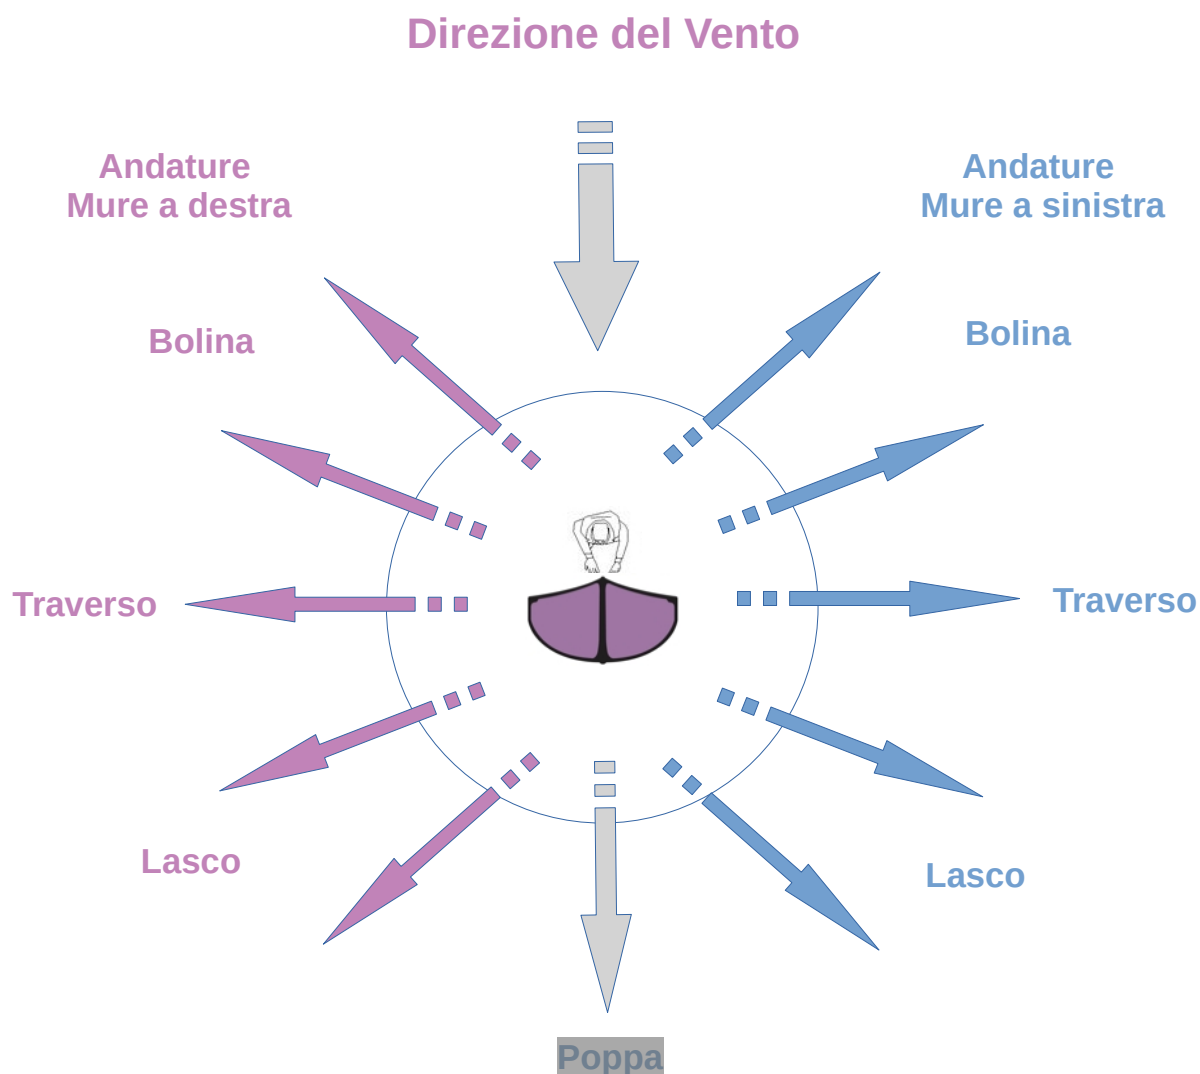 Direzione del Vento
Andature
Mure a destra
Andature
Mure a sinistra
Bolina
Bolina
Traverso
Traverso
Lasco
Lasco
Poppa